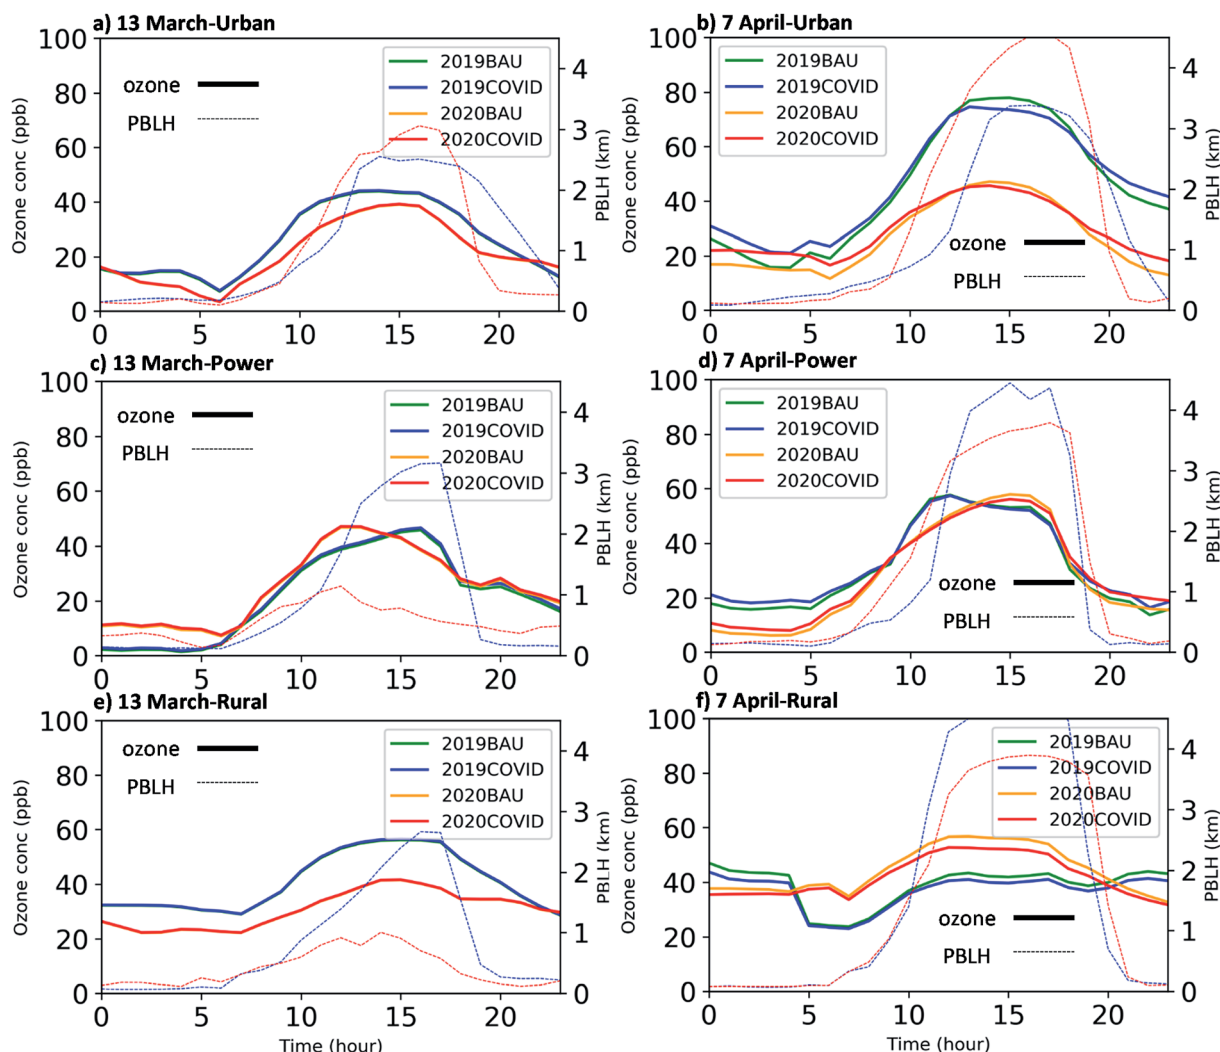 a) 13 March-Urban
100
80
60
40
20
0
Ozone conc (ppb)
ozone
PBLH
2019BAU
2019COVID
2020BAU
2020COVID
4
3
2
1
0
PBLH (km)
0 5 10 15 20
b) 7 April-Urban
100
80
60
40
20
0
Ozone conc (ppb)
2019BAU
2019COVID
2020BAU
2020COVID
ozone
PBLH
4
3
2
1
0
PBLH (km)
0 5 10 15 20
c) 13 March-Power
100
80
60
40
20
0
Ozone conc (ppb)
ozone
PBLH
2019BAU
2019COVID
2020BAU
2020COVID
4
3
2
1
0
PBLH (km)
0 5 10 15 20
d) 7 April-Power
100
80
60
40
20
0
Ozone conc (ppb)
2019BAU
2019COVID
2020BAU
2020COVID
ozone
PBLH
4
3
2
1
0
PBLH (km)
0 5 10 15 20
e) 13 March-Rural
100
80
60
40
20
0
Ozone conc (ppb)
ozone
PBLH
2019BAU
2019COVID
2020BAU
2020COVID
4
3
2
1
0
PBLH (km)
0 5 10 15 20
Time (hour)
f) 7 April-Rural
100
80
60
40
20
0
Ozone conc (ppb)
2019BAU
2019COVID
2020BAU
2020COVID
ozone
PBLH
4
3
2
1
0
PBLH (km)
0 5 10 15 20
Time (hour)